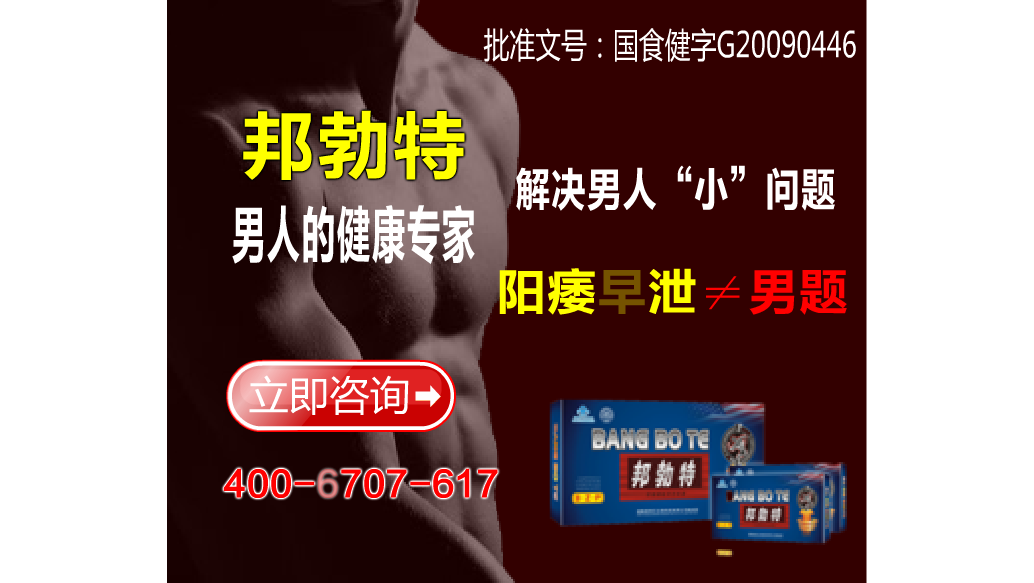 批准文号：国食健字G20090446
邦勃特
男人的健康专家
解决男人“小”问题
阳痿早泄≠男题
立即咨询
400-6707-617
BANG BO TE
邦勃特
BANG BO TE
邦勃特